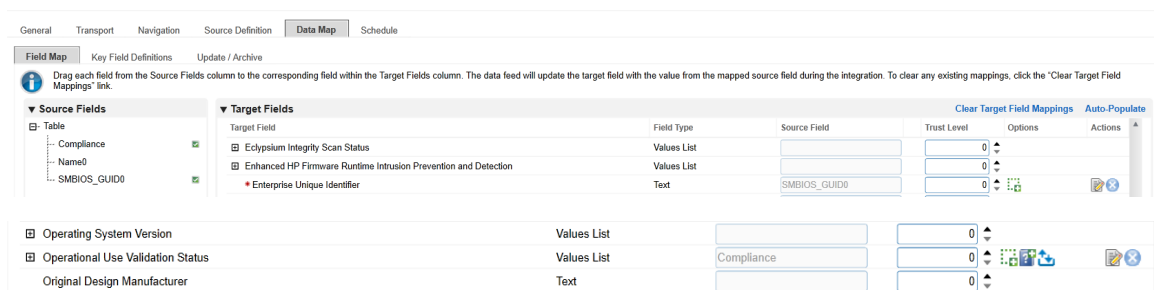 General Transport Navigation Source Definition Data Map Schedule
Field Map Key Field Definitions Update / Archive
Drag each field from the Source Fields column to the corresponding field within the Target Fields column. The data feed will update the target field with the value from the mapped source field during the integration. To clear any existing mappings, click the "Clear Target Field
Mappings" link.
Source Fields Target Fields Clear Target Field Mappings Auto-Populate
Table Target Field Field Type Source Field Trust Level Options Actions
Compliance Eclypsium Integrity Scan Status Values List 0
Name0 Enhanced HP Firmware Runtime Intrusion Prevention and Detection Values List 0
SMBIOS_GUID0 * Enterprise Unique Identifier Text SMBIOS_GUID0 0
Operating System Version Values List 0
Operational Use Validation Status Values List Compliance 0
Original Design Manufacturer Text 0